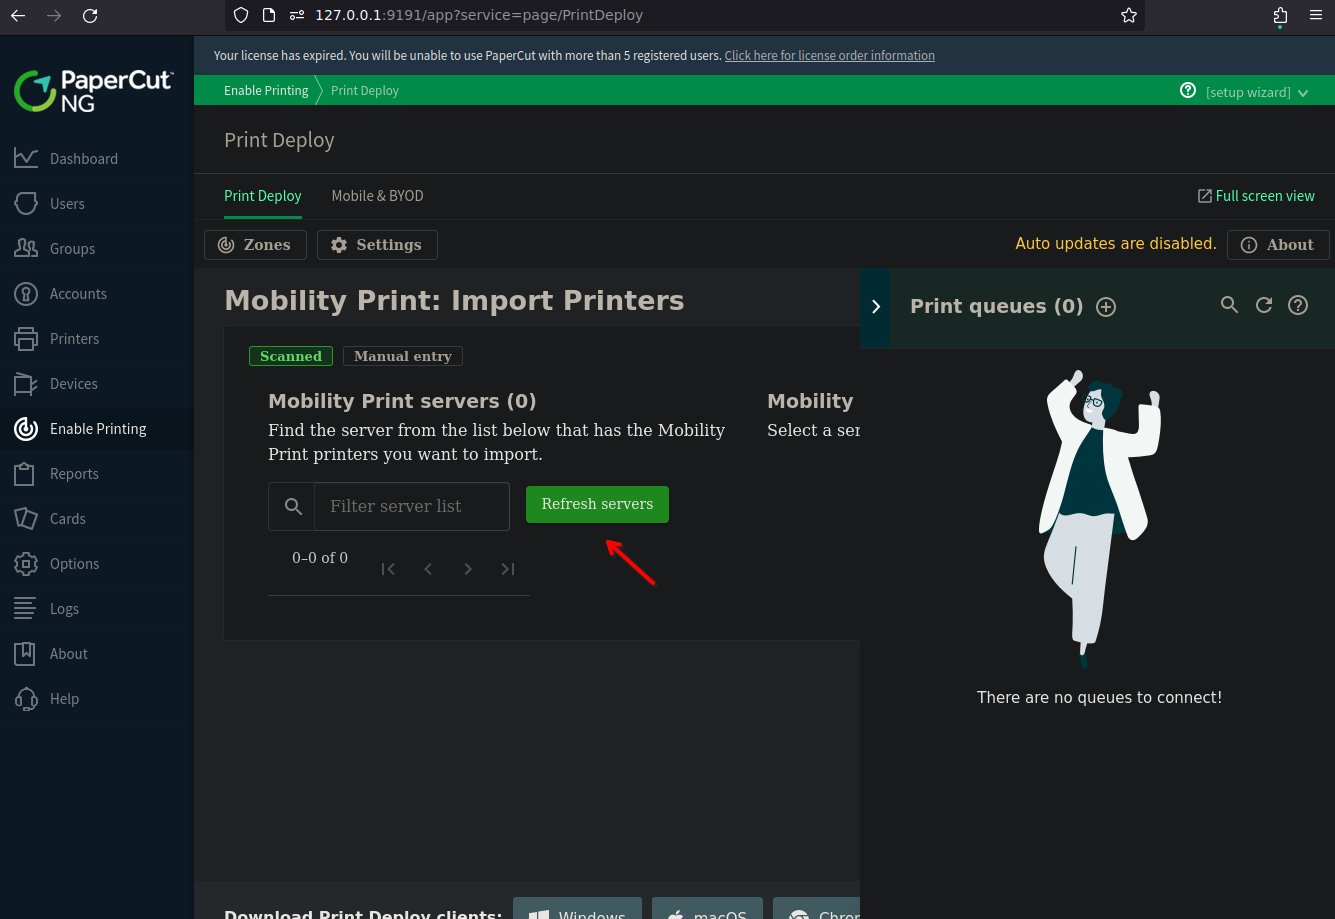 127.0.0.1:9191/app?service=page/PrintDeploy
PaperCut
NG
Your license has expired. You will be unable to use PaperCut with more than 5 registered users. Click here for license order information
Enable Printing
Print Deploy
[setup wizard]
Print Deploy
Dashboard
Users
Groups
Accounts
Printers
Devices
Enable Printing
Reports
Cards
Options
Logs
About
Help
Print Deploy
Mobile & BYOD
Full screen view
Zones
Settings
Auto updates are disabled.
About
Mobility Print: Import Printers
Scanned
Manual entry
Mobility Print servers (0)
Find the server from the list below that has the Mobility
Print printers you want to import.
Filter server list
Refresh servers
0–0 of 0
Mobility
Select a ser
Print queues (0)
There are no queues to connect!
Download Print Deploy clients:
Windows
macOS
Chro